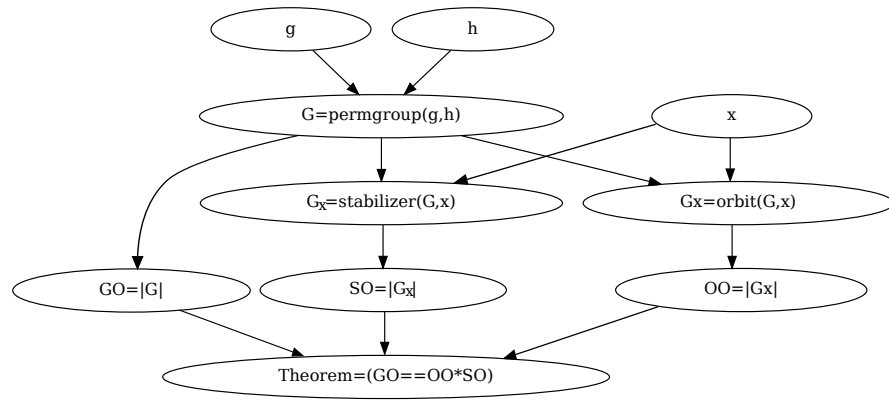 g
h
G=permgroup(g,h)
x
Gₓ=stabilizer(G,x)
Gx=orbit(G,x)
GO=|G|
SO=|Gₓ|
OO=|Gx|
Theorem=(GO==OO*SO)